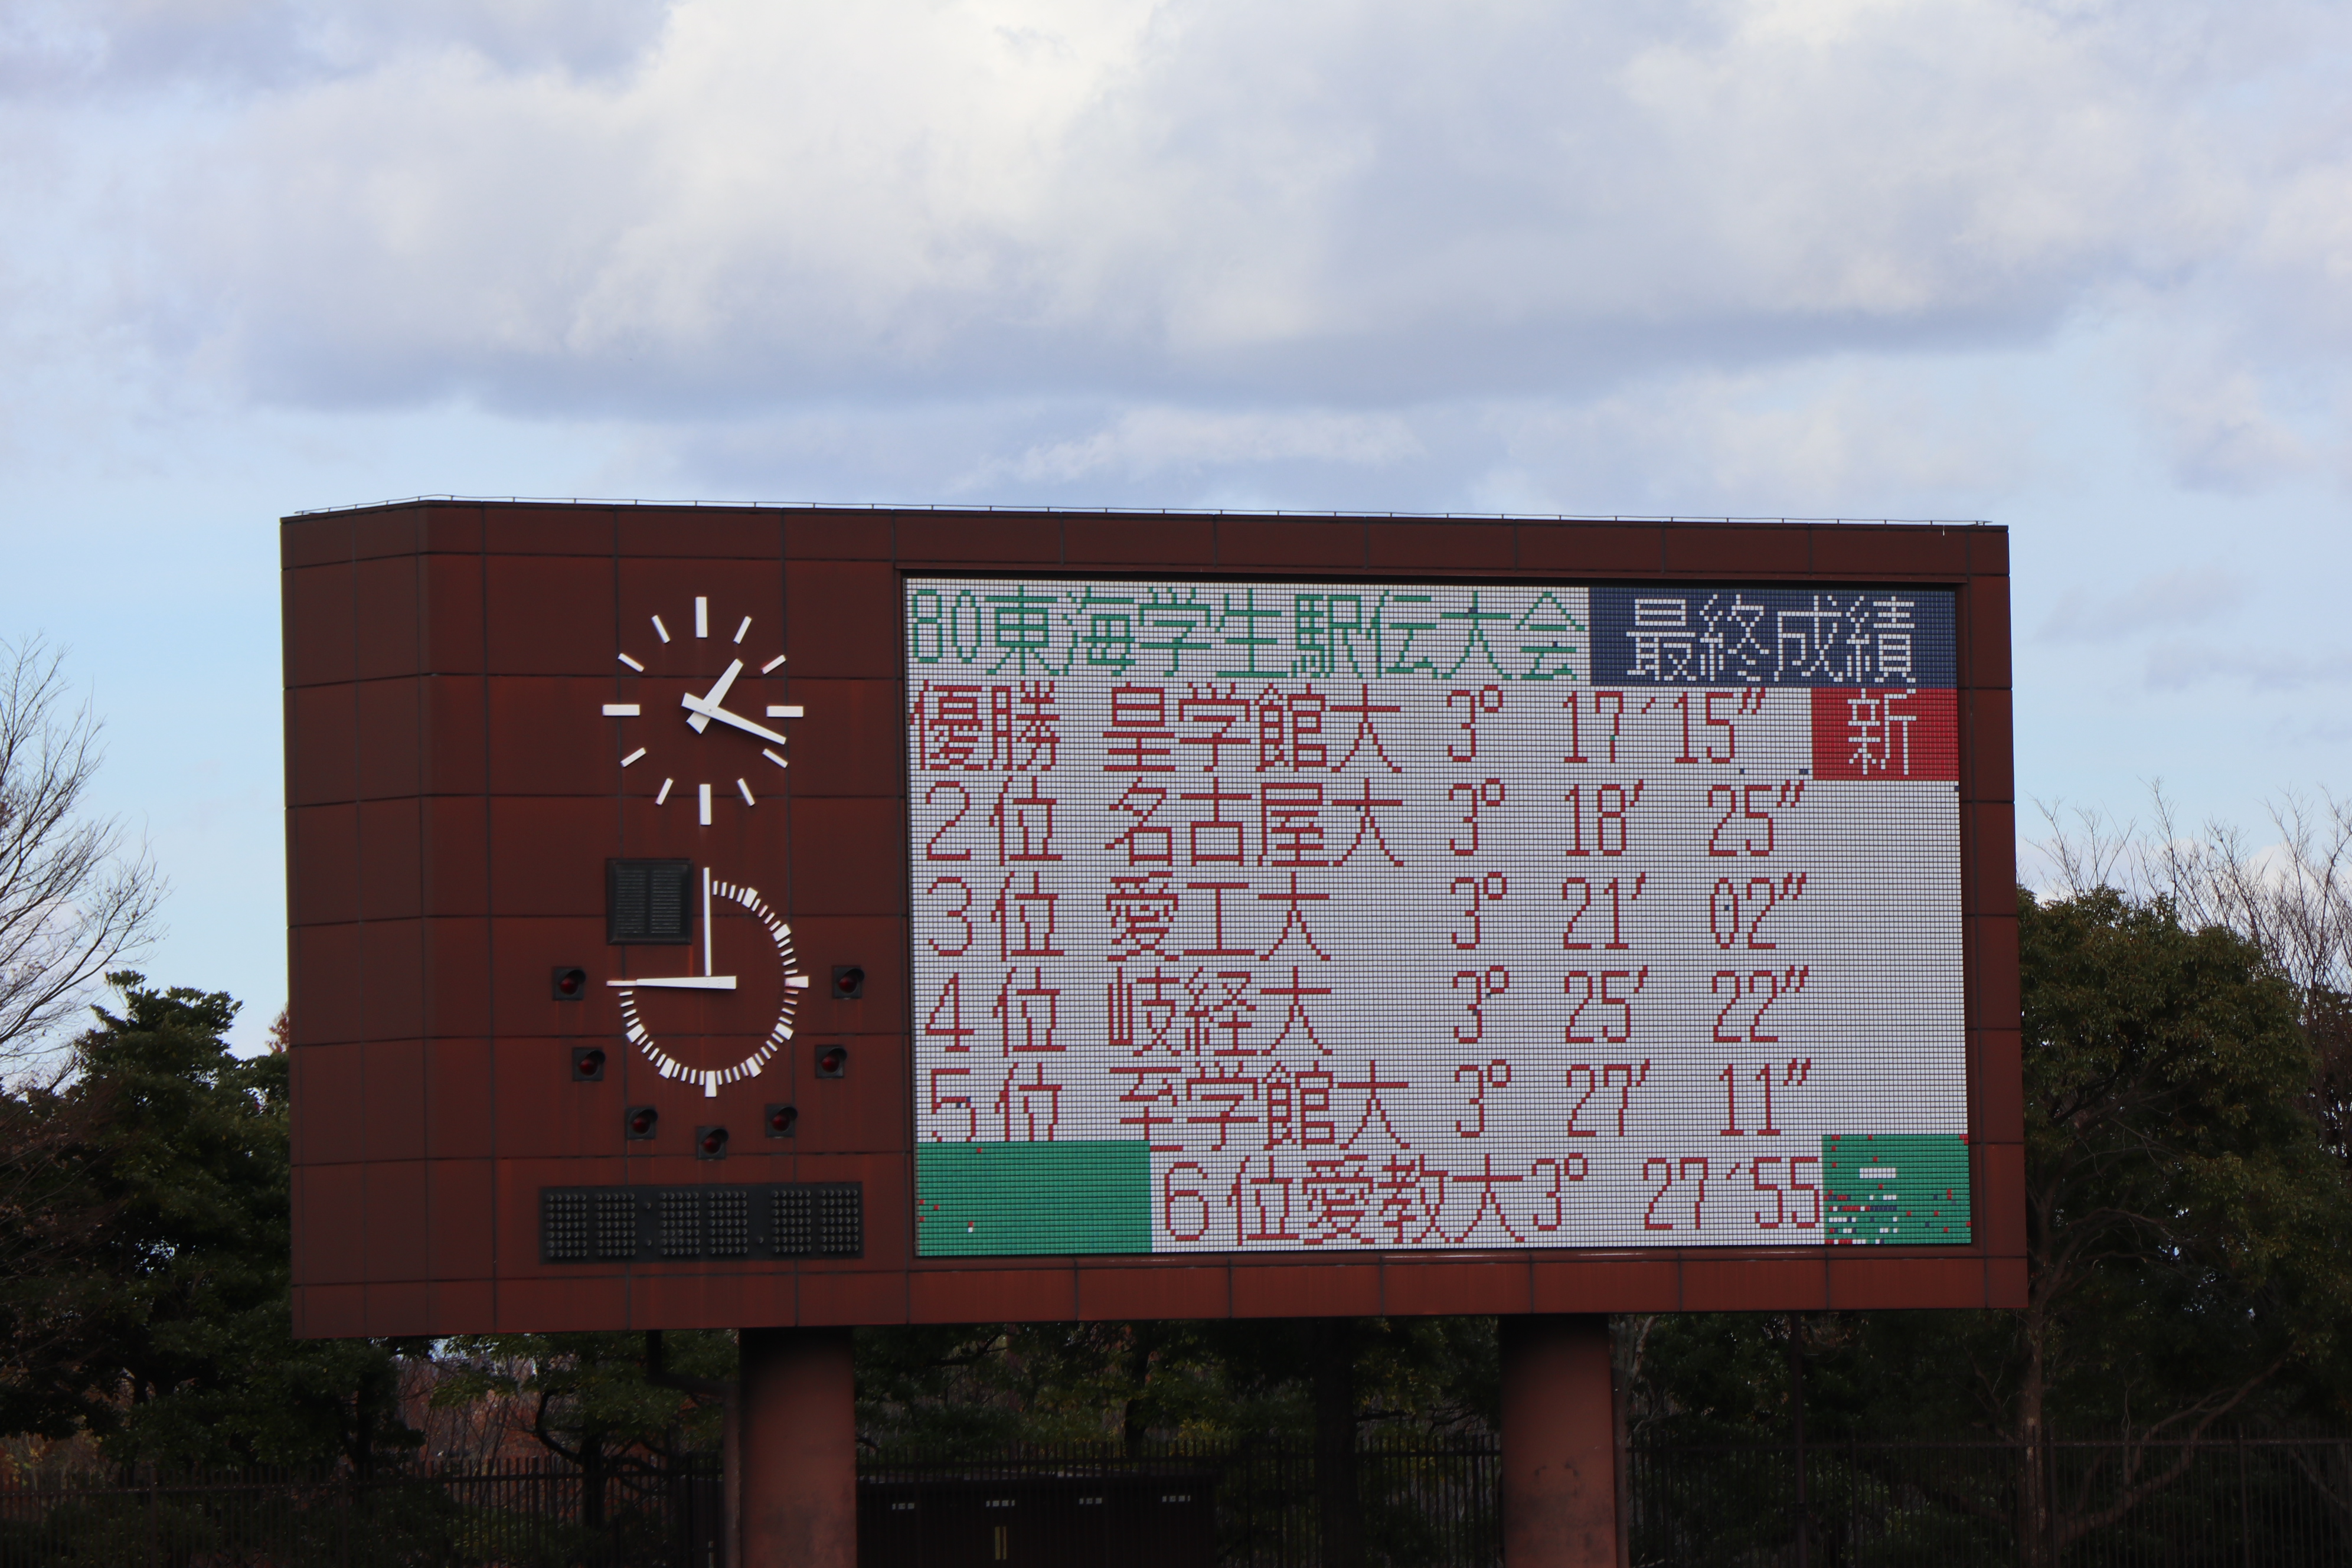 80東海学生駅伝大会 最終成績
優勝 皇学館大 3° 17′15″ 新
2位 名古屋大 3° 18′ 25″
3位 愛工大 3° 21′ 02″
4位 岐経大 3° 25′ 22″
5位 至学館大 3° 27′ 11″
6位愛教大3° 27′55